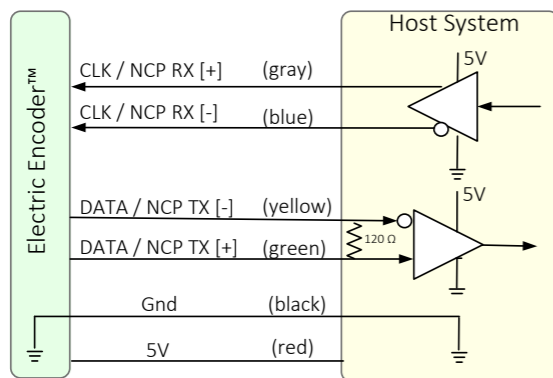 Host System
5V
CLK / NCP RX [+] (gray)
CLK / NCP RX [-] (blue)
Electric Encoder™
5V
DATA / NCP TX [-] (yellow)
120 Ω
DATA / NCP TX [+] (green)
Gnd (black)
5V (red)